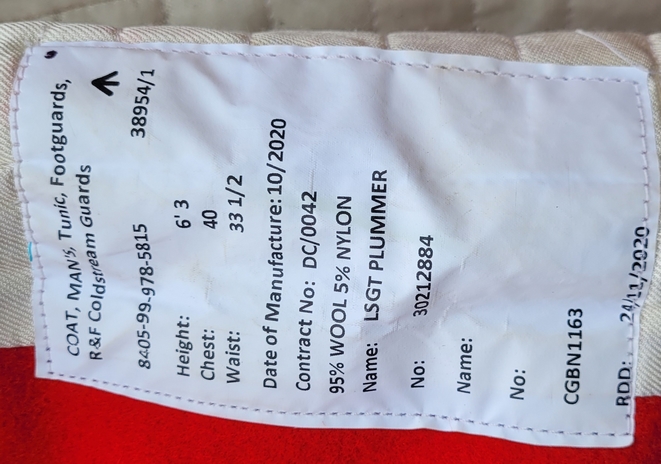 COAT, MAN'S, Tunic, Footguards,
R&F Coldstream Guards
8405-99-978-5815 38954/1
Height: 6' 3
Chest: 40
Waist: 33 1/2
Date of Manufacture:10/2020
Contract No: DC/0042
95% WOOL 5% NYLON
Name: LSGT PLUMMER
No: 30212884
Name:
No:
CGBN1163
RDD: 24/11/2020